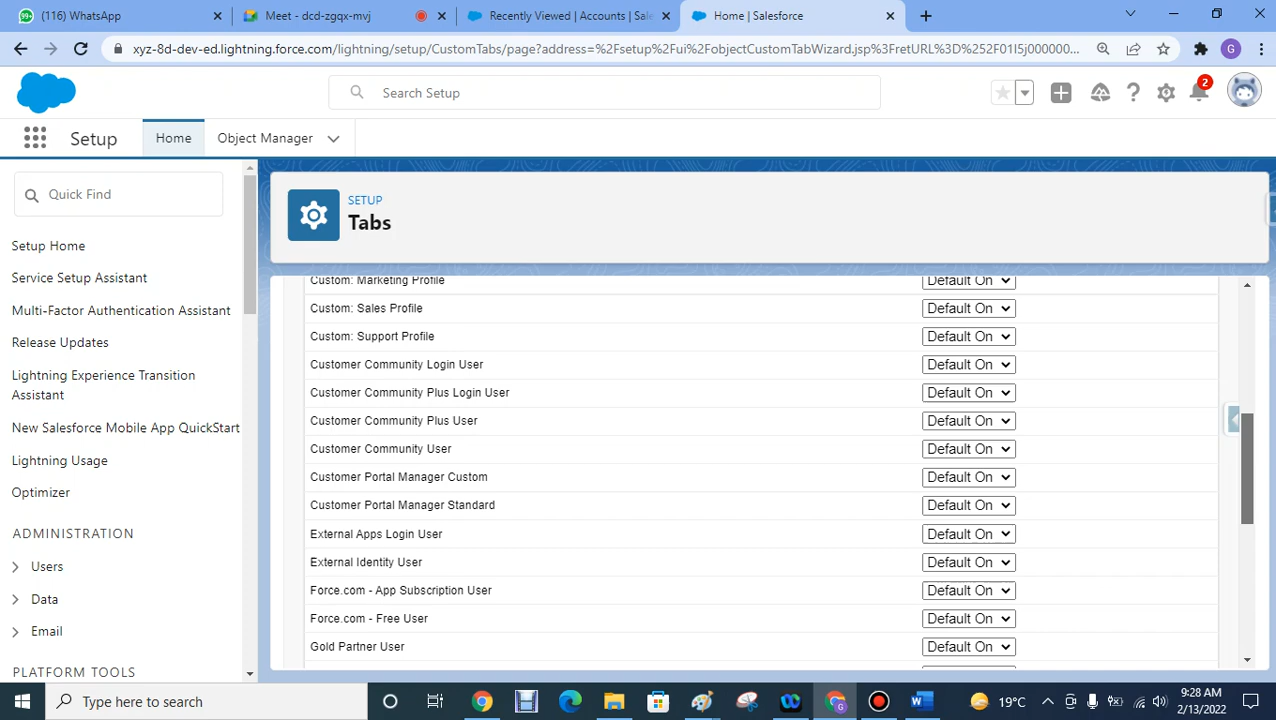 (116) WhatsApp
Meet - dcd-zgqx-mvj
Recently Viewed | Accounts | Sale
Home | Salesforce
xyz-8d-dev-ed.lightning.force.com/lightning/setup/CustomTabs/page?address=%2Fsetup%2Fui%2FobjectCustomTabWizard.jsp%3FretURL%3D%252F01I5j000000...
G
Search Setup
2
Setup
Home
Object Manager
Quick Find
SETUP
Tabs
Setup Home
Service Setup Assistant
Multi-Factor Authentication Assistant
Release Updates
Lightning Experience Transition
Assistant
New Salesforce Mobile App QuickStart
Lightning Usage
Optimizer
ADMINISTRATION
Users
Data
Email
PLATFORM TOOLS
Custom: Marketing Profile Default On
Custom: Sales Profile Default On
Custom: Support Profile Default On
Customer Community Login User Default On
Customer Community Plus Login User Default On
Customer Community Plus User Default On
Customer Community User Default On
Customer Portal Manager Custom Default On
Customer Portal Manager Standard Default On
External Apps Login User Default On
External Identity User Default On
Force.com - App Subscription User Default On
Force.com - Free User Default On
Gold Partner User Default On
Type here to search
19°C
9:28 AM
2/13/2022